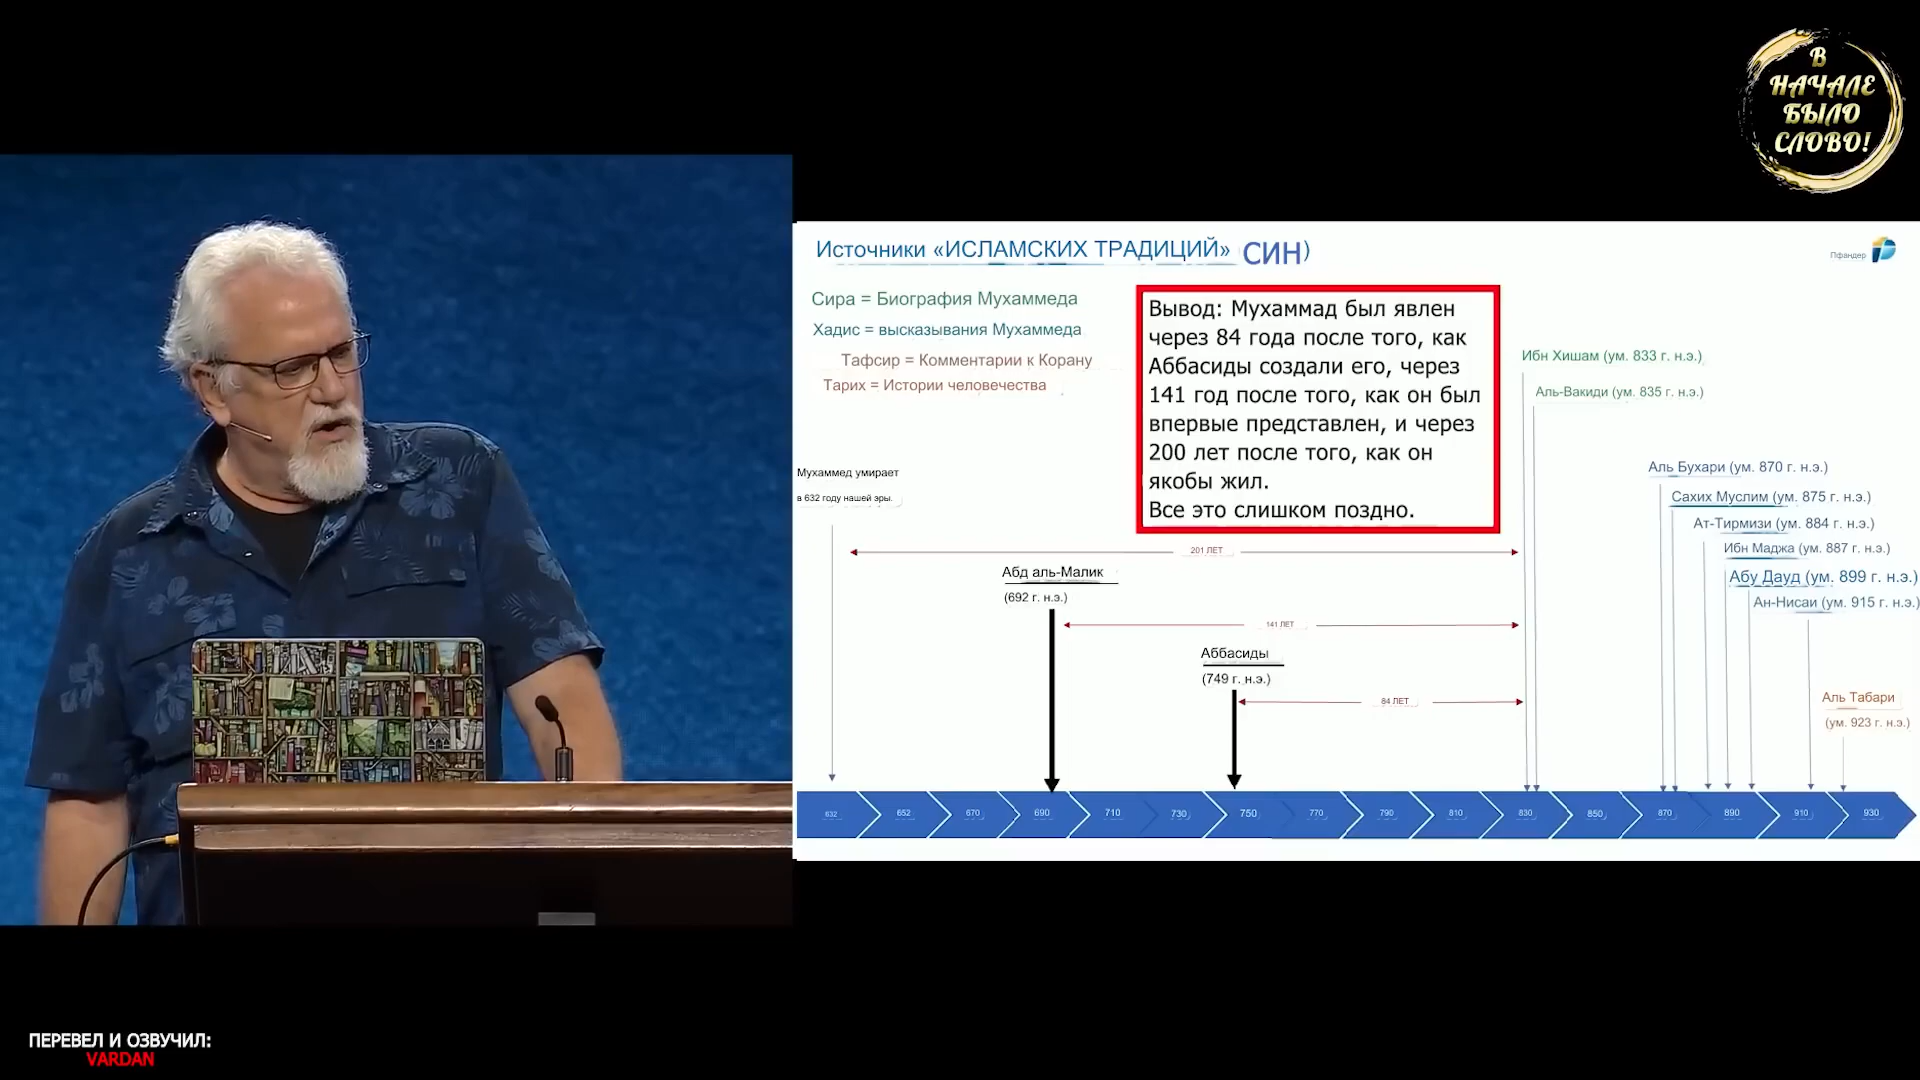 В
НАЧАЛЕ
БЫЛО
СЛОВО!
Источники «ИСЛАМСКИХ ТРАДИЦИЙ» СИН)
Пфандер
Сира = Биография Мухаммеда
Хадис = высказывания Мухаммеда
Тафсир = Комментарии к Корану
Тарих = Истории человечества
Вывод: Мухаммад был явлен
через 84 года после того, как
Аббасиды создали его, через
141 год после того, как он был
впервые представлен, и через
200 лет после того, как он
якобы жил.
Все это слишком поздно.
Ибн Хишам (ум. 833 г. н.э.)
Аль-Вакиди (ум. 835 г. н.э.)
Аль Бухари (ум. 870 г. н.э.)
Сахих Муслим (ум. 875 г. н.э.)
Ат-Тирмизи (ум. 884 г. н.э.)
Ибн Маджа (ум. 887 г. н.э.)
Абу Дауд (ум. 899 г. н.э.)
Ан-Нисаи (ум. 915 г. н.э.)
Аль Табари
(ум. 923 г. н.э.)
Мухаммед умирает
в 632 году нашей эры.
201 ЛЕТ
Абд аль-Малик
(692 г. н.э.)
141 ЛЕТ
Аббасиды
(749 г. н.э.)
84 ЛЕТ
632 652 670 690 710 730 750 770 790 810 830 850 870 890 910 930
ПЕРЕВЕЛ И ОЗВУЧИЛ:
VARDAN